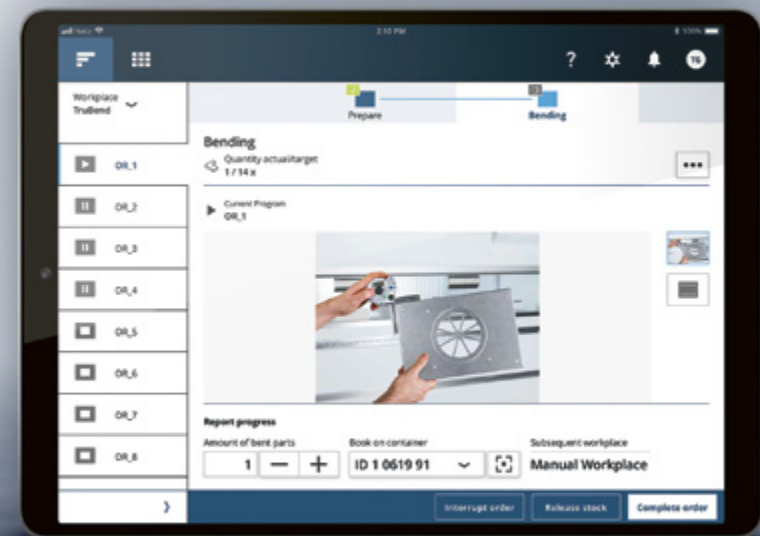 2:10 PM
100%
?
TG
Workplace
TruBend
Prepare
Bending
OR_1
OR_2
OR_3
OR_4
OR_5
OR_6
OR_7
OR_8
Bending
Quantity actual/target
1 / 14 x
Current Program
OR_1
Report progress
Amount of bent parts
1
Book on container
ID 1 0619 91
Subsequent workplace
Manual Workplace
Interrupt order
Release stock
Complete order